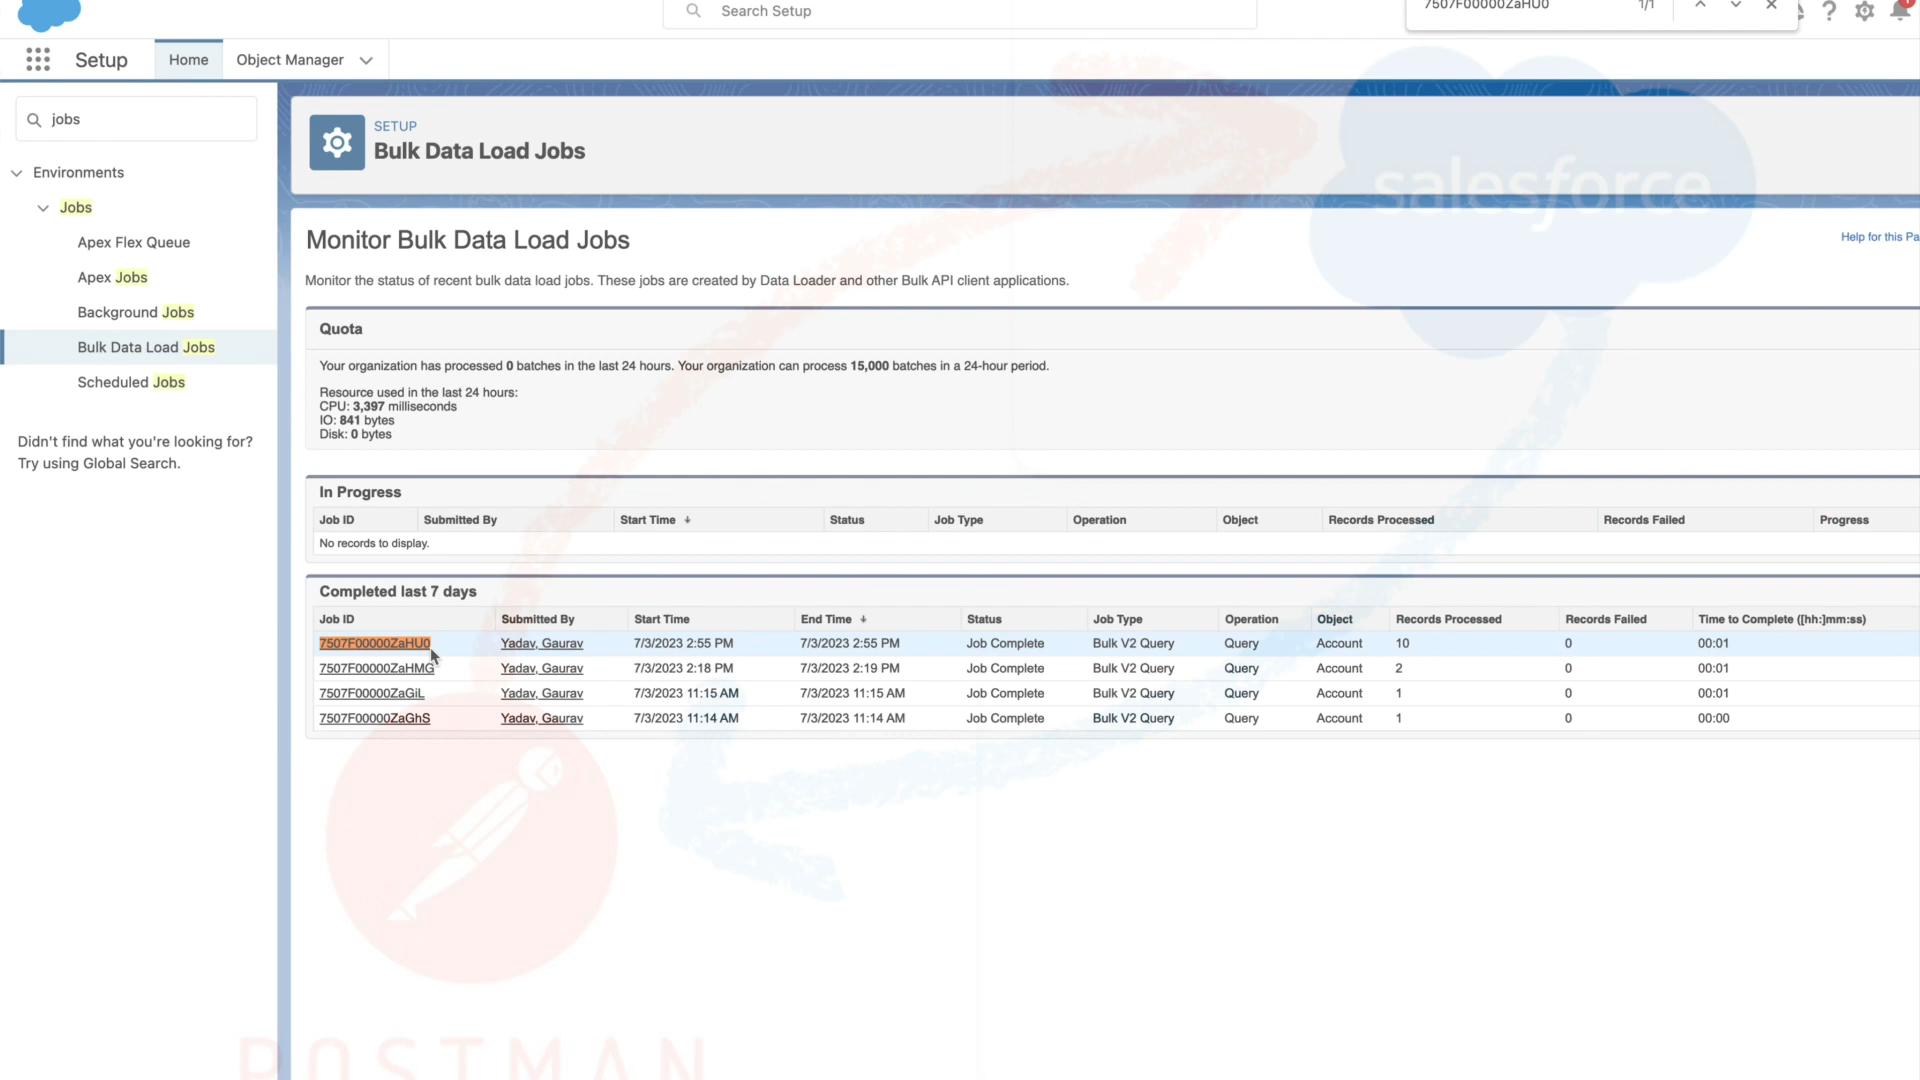 Search Setup
7507F00000ZaHU0 1/1
Setup Home Object Manager
jobs
Environments
Jobs
Apex Flex Queue
Apex Jobs
Background Jobs
Bulk Data Load Jobs
Scheduled Jobs
Didn't find what you're looking for?
Try using Global Search.
SETUP
Bulk Data Load Jobs
salesforce
Monitor Bulk Data Load Jobs
Help for this Pa
Monitor the status of recent bulk data load jobs. These jobs are created by Data Loader and other Bulk API client applications.
Quota
Your organization has processed 0 batches in the last 24 hours. Your organization can process 15,000 batches in a 24-hour period.
Resource used in the last 24 hours:
CPU: 3,397 milliseconds
IO: 841 bytes
Disk: 0 bytes
In Progress
Job ID Submitted By Start Time Status Job Type Operation Object Records Processed Records Failed Progress
No records to display.
Completed last 7 days
Job ID Submitted By Start Time End Time Status Job Type Operation Object Records Processed Records Failed Time to Complete ([hh:]mm:ss)
7507F00000ZaHU0 Yadav, Gaurav 7/3/2023 2:55 PM 7/3/2023 2:55 PM Job Complete Bulk V2 Query Query Account 10 0 00:01
7507F00000ZaHMG Yadav, Gaurav 7/3/2023 2:18 PM 7/3/2023 2:19 PM Job Complete Bulk V2 Query Query Account 2 0 00:01
7507F00000ZaGiL Yadav, Gaurav 7/3/2023 11:15 AM 7/3/2023 11:15 AM Job Complete Bulk V2 Query Query Account 1 0 00:01
7507F00000ZaGhS Yadav, Gaurav 7/3/2023 11:14 AM 7/3/2023 11:14 AM Job Complete Bulk V2 Query Query Account 1 0 00:00
POSTMAN